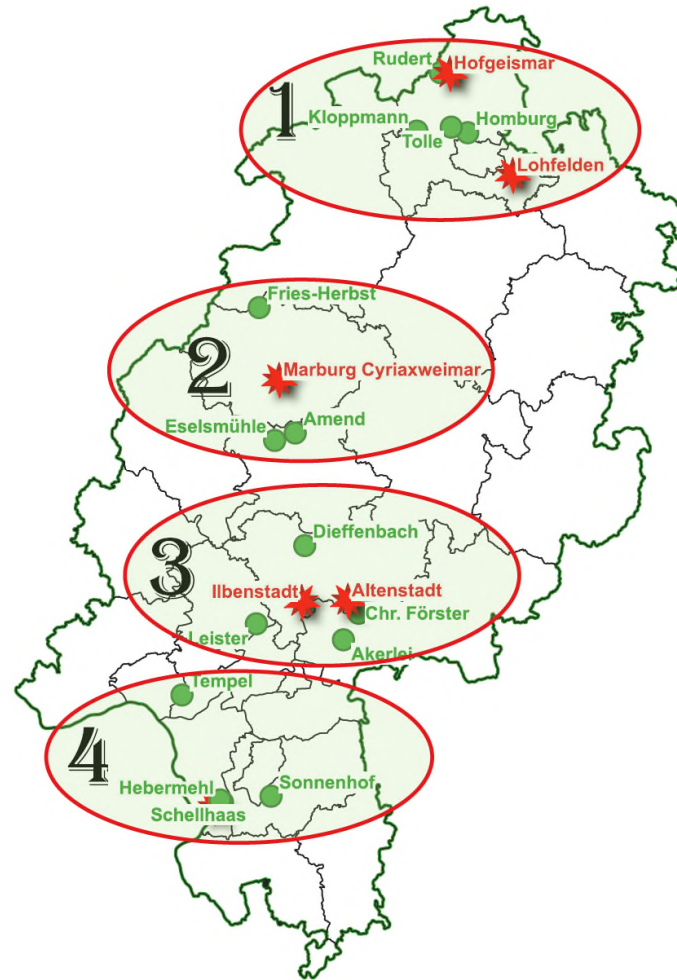 Rudert
Hofgeismar
1
Kloppmann
Homburg
Tolle
Lohfelden
Fries-Herbst
2
Marburg Cyriaxweimar
Amend
Eselsmühle
Dieffenbach
3
Ilbenstadt
Altenstadt
Chr. Förster
Leister
Akerlei
Tempel
4
Hebermehl
Sonnenhof
Schellhaas